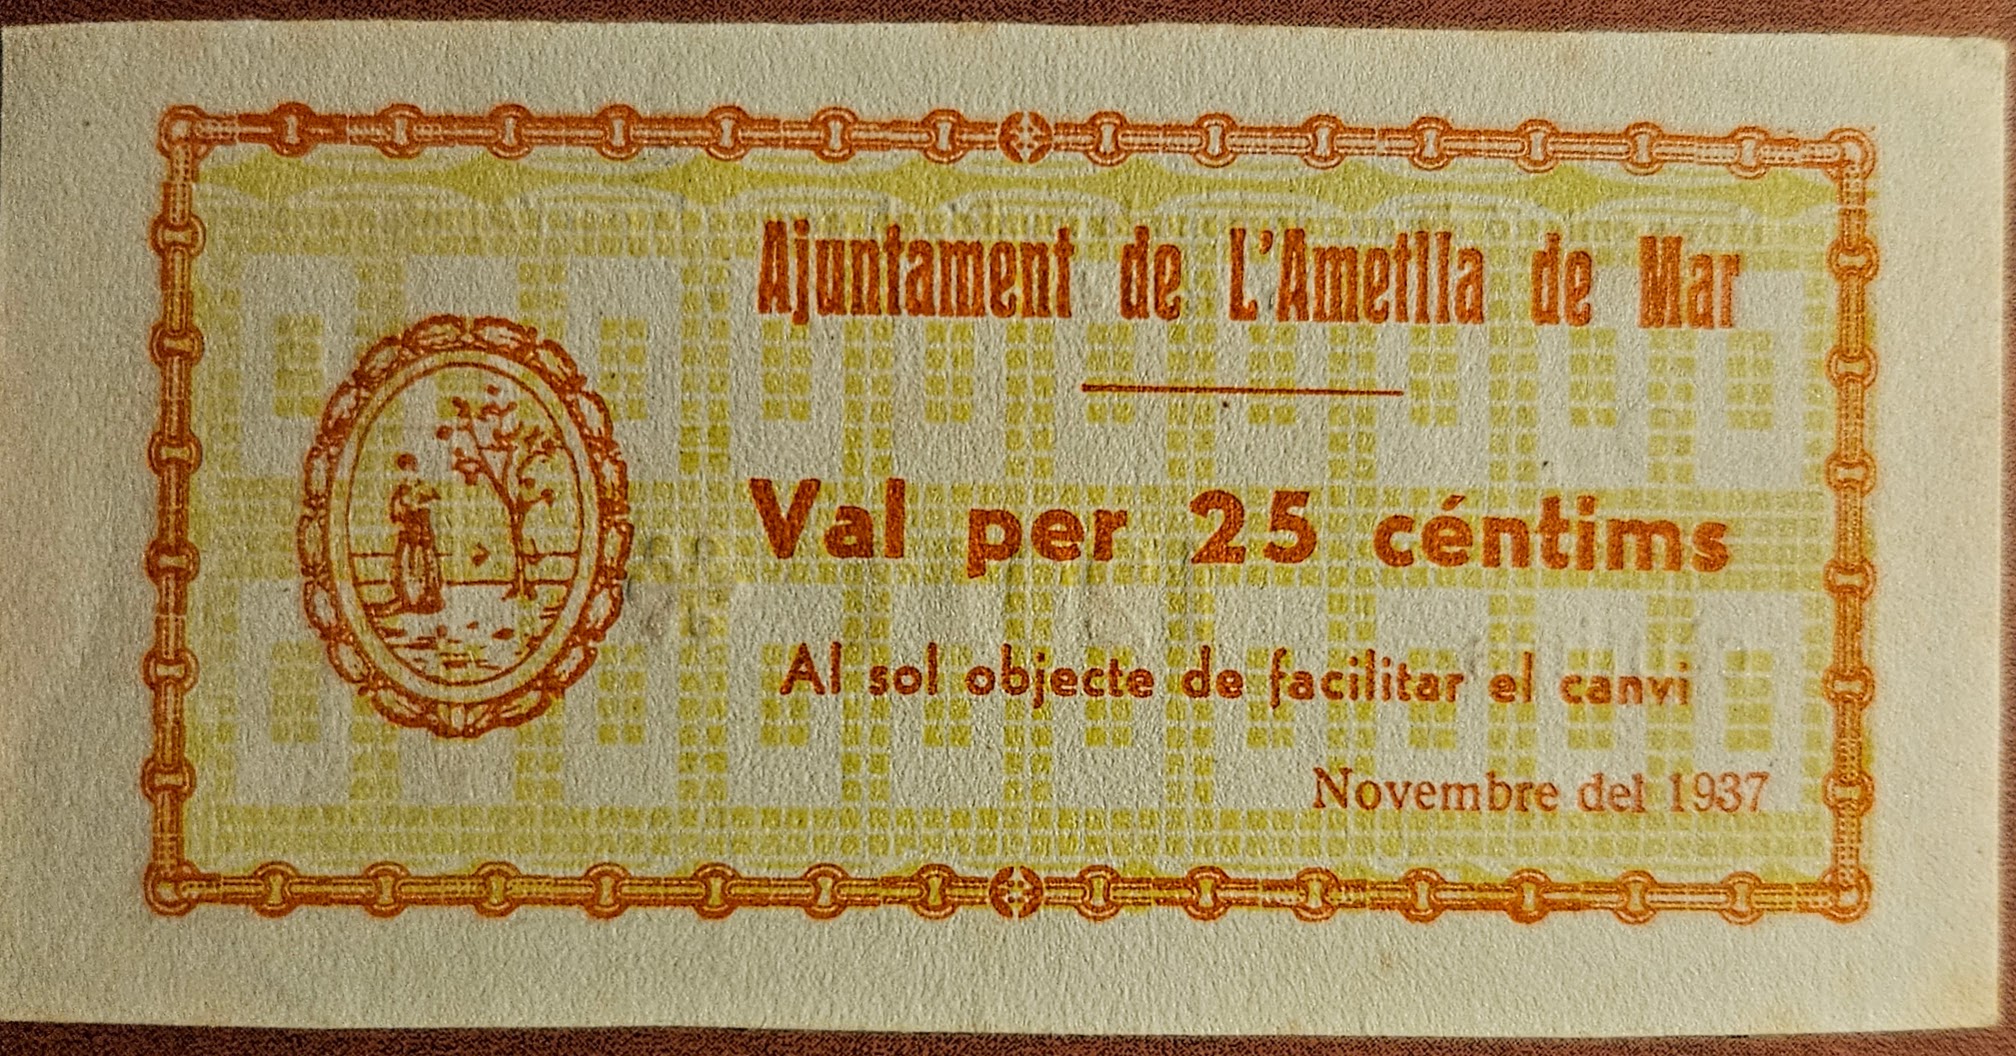 Ajuntament de L'Ametlla de Mar
Val per 25 céntims
Al sol objecte de facilitar el canvi
Novembre del 1937